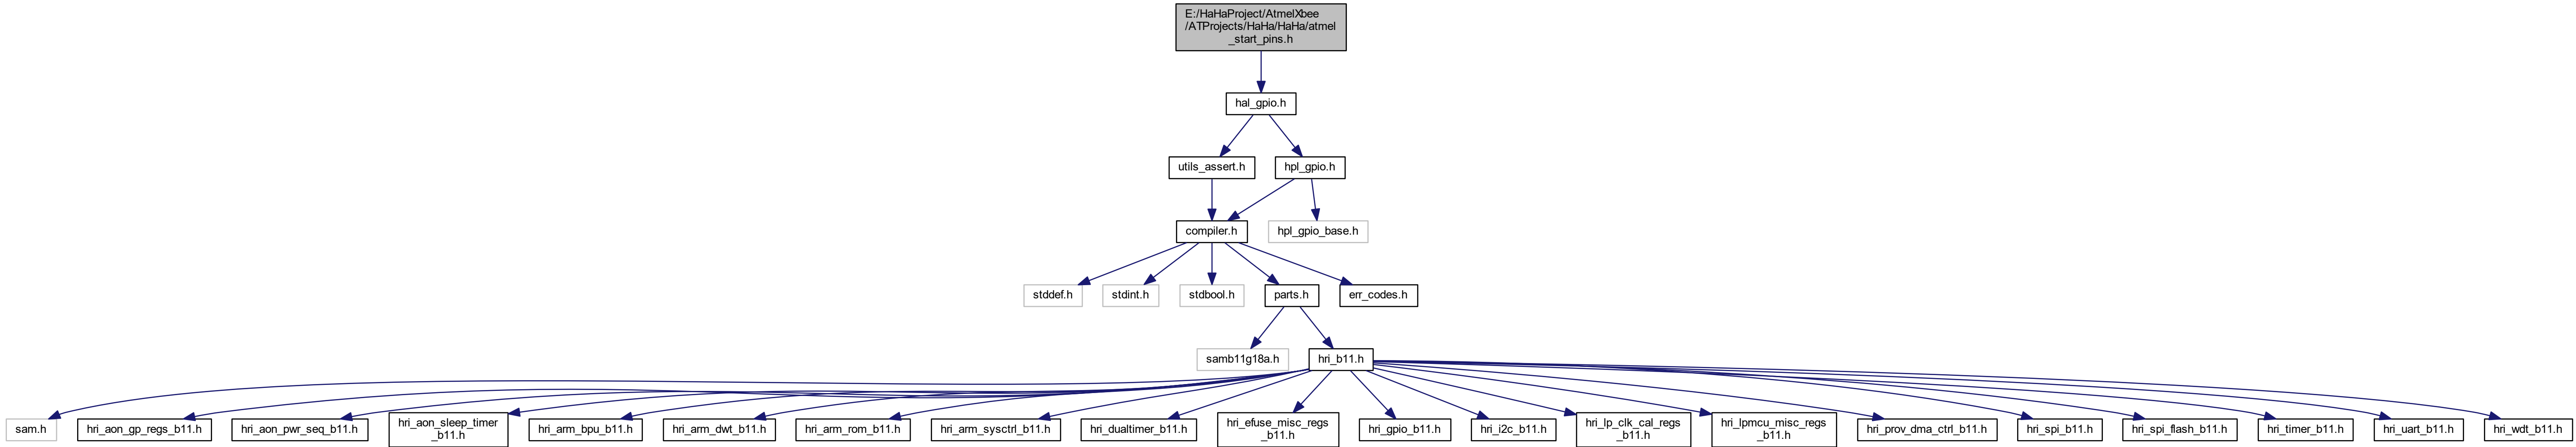 E:/HaHaProject/AtmelXbee
/ATProjects/HaHa/HaHa/atmel
_start_pins.h
hal_gpio.h
utils_assert.h
hpl_gpio.h
compiler.h
hpl_gpio_base.h
stddef.h
stdint.h
stdbool.h
parts.h
err_codes.h
samb11g18a.h
hri_b11.h
sam.h
hri_aon_gp_regs_b11.h
hri_aon_pwr_seq_b11.h
hri_aon_sleep_timer
_b11.h
hri_arm_bpu_b11.h
hri_arm_dwt_b11.h
hri_arm_rom_b11.h
hri_arm_sysctrl_b11.h
hri_dualtimer_b11.h
hri_efuse_misc_regs
_b11.h
hri_gpio_b11.h
hri_i2c_b11.h
hri_lp_clk_cal_regs
_b11.h
hri_lpmcu_misc_regs
_b11.h
hri_prov_dma_ctrl_b11.h
hri_spi_b11.h
hri_spi_flash_b11.h
hri_timer_b11.h
hri_uart_b11.h
hri_wdt_b11.h